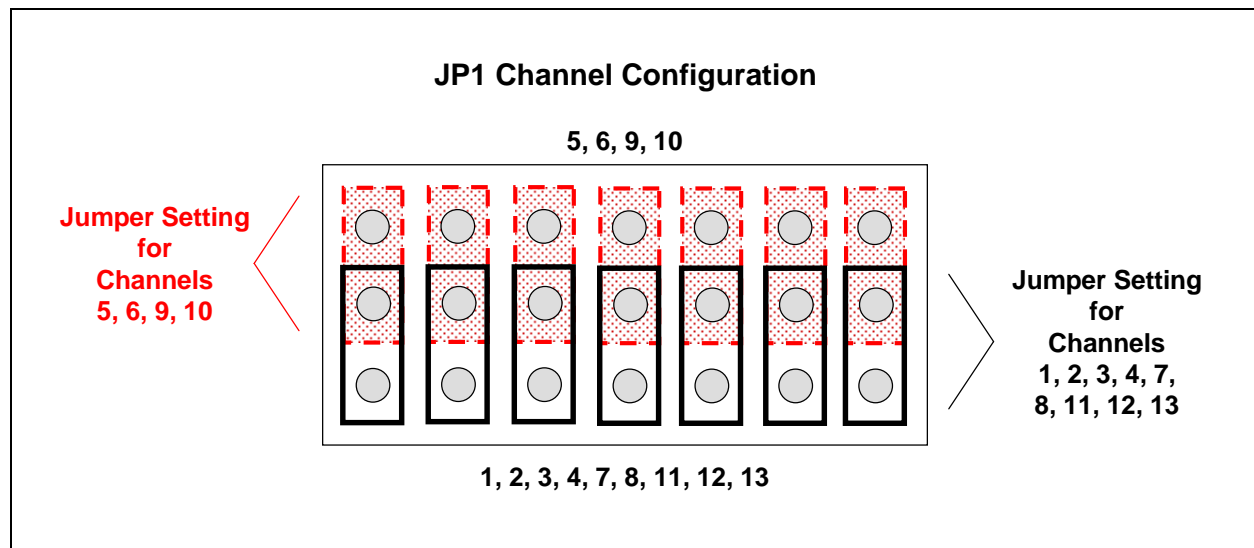 JP1 Channel Configuration
5, 6, 9, 10
Jumper Setting
for
Channels
5, 6, 9, 10
Jumper Setting
for
Channels
1, 2, 3, 4, 7,
8, 11, 12, 13
1, 2, 3, 4, 7, 8, 11, 12, 13